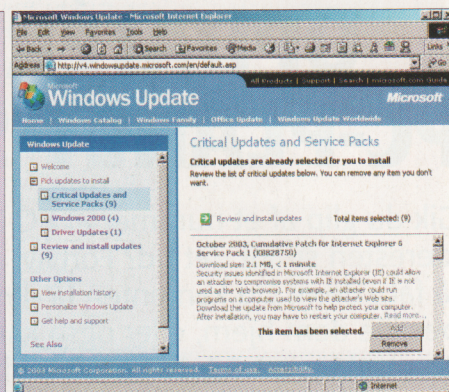 Microsoft Windows Update - Microsoft Internet Explorer
File Edit View Favorites Tools Help
Back Search Favorites Media Links
Address http://v4.windowsupdate.microsoft.com/en/default.asp Go
All Products | Support | Search | microsoft.com Guide
Microsoft
Windows Update
Microsoft
Home | Windows Catalog | Windows Family | Office Update | Windows Update Worldwide
Windows Update
Welcome
Pick updates to install
Critical Updates and
Service Packs (9)
Windows 2000 (4)
Driver Updates (1)
Review and install updates
(9)
Other Options
View installation history
Personalize Windows Update
Get help and support
See Also
Critical Updates and Service Packs
Critical updates are already selected for you to install
Review the list of critical updates below. You can remove any item you don't
want.
Review and install updates Total items selected: (9)
October 2003, Cumulative Patch for Internet Explorer 6
Service Pack 1 (KB828750)
Download size: 2.1 MB, < 1 minute
Security issues identified in Microsoft Internet Explorer (IE) could allow
an attacker to compromise systems with IE installed (even if IE is not
used as the Web browser). For example, an attacker could run
programs on a computer used to view the attacker's Web site.
Download the update from Microsoft to help protect your computer.
After installation, you may have to restart your computer. Read more...
This item has been selected. Add
Remove
© 2003 Microsoft Corporation. All rights reserved. Terms of use. Accessibility.
Internet